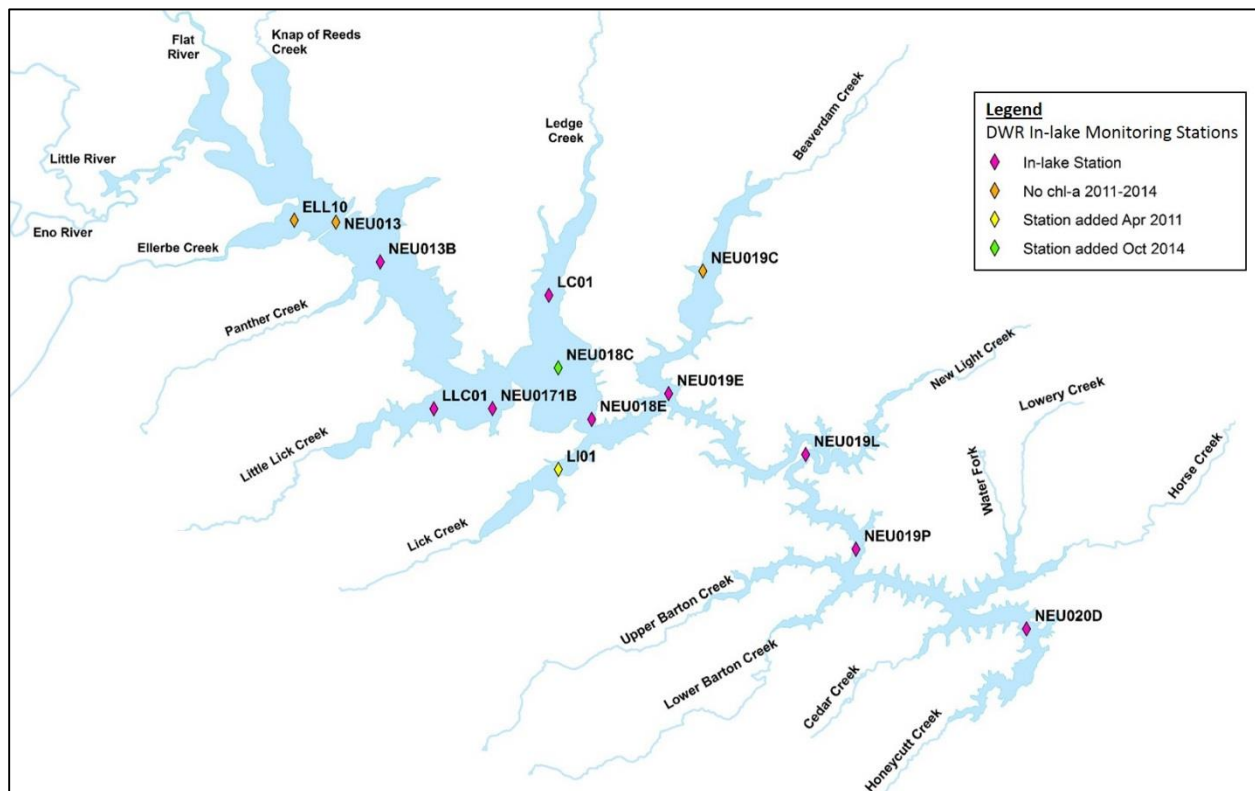 Flat
River
Knap of Reeds
Creek
Ledge
Creek
Beaverdam Creek
Legend
DWR In-lake Monitoring Stations
In-lake Station
No chl-a 2011-2014
Station added Apr 2011
Station added Oct 2014
Little River
Eno River
Ellerbe Creek
ELL10
NEU013
NEU013B
Panther Creek
LC01
NEU019C
NEU018C
NEU019E
New Light Creek
Lowery Creek
LLC01
NEU0171B
NEU018E
NEU019L
Little Lick Creek
LI01
Water Fork
Horse Creek
Lick Creek
NEU019P
Upper Barton Creek
NEU020D
Lower Barton Creek
Cedar Creek
Honeycutt Creek